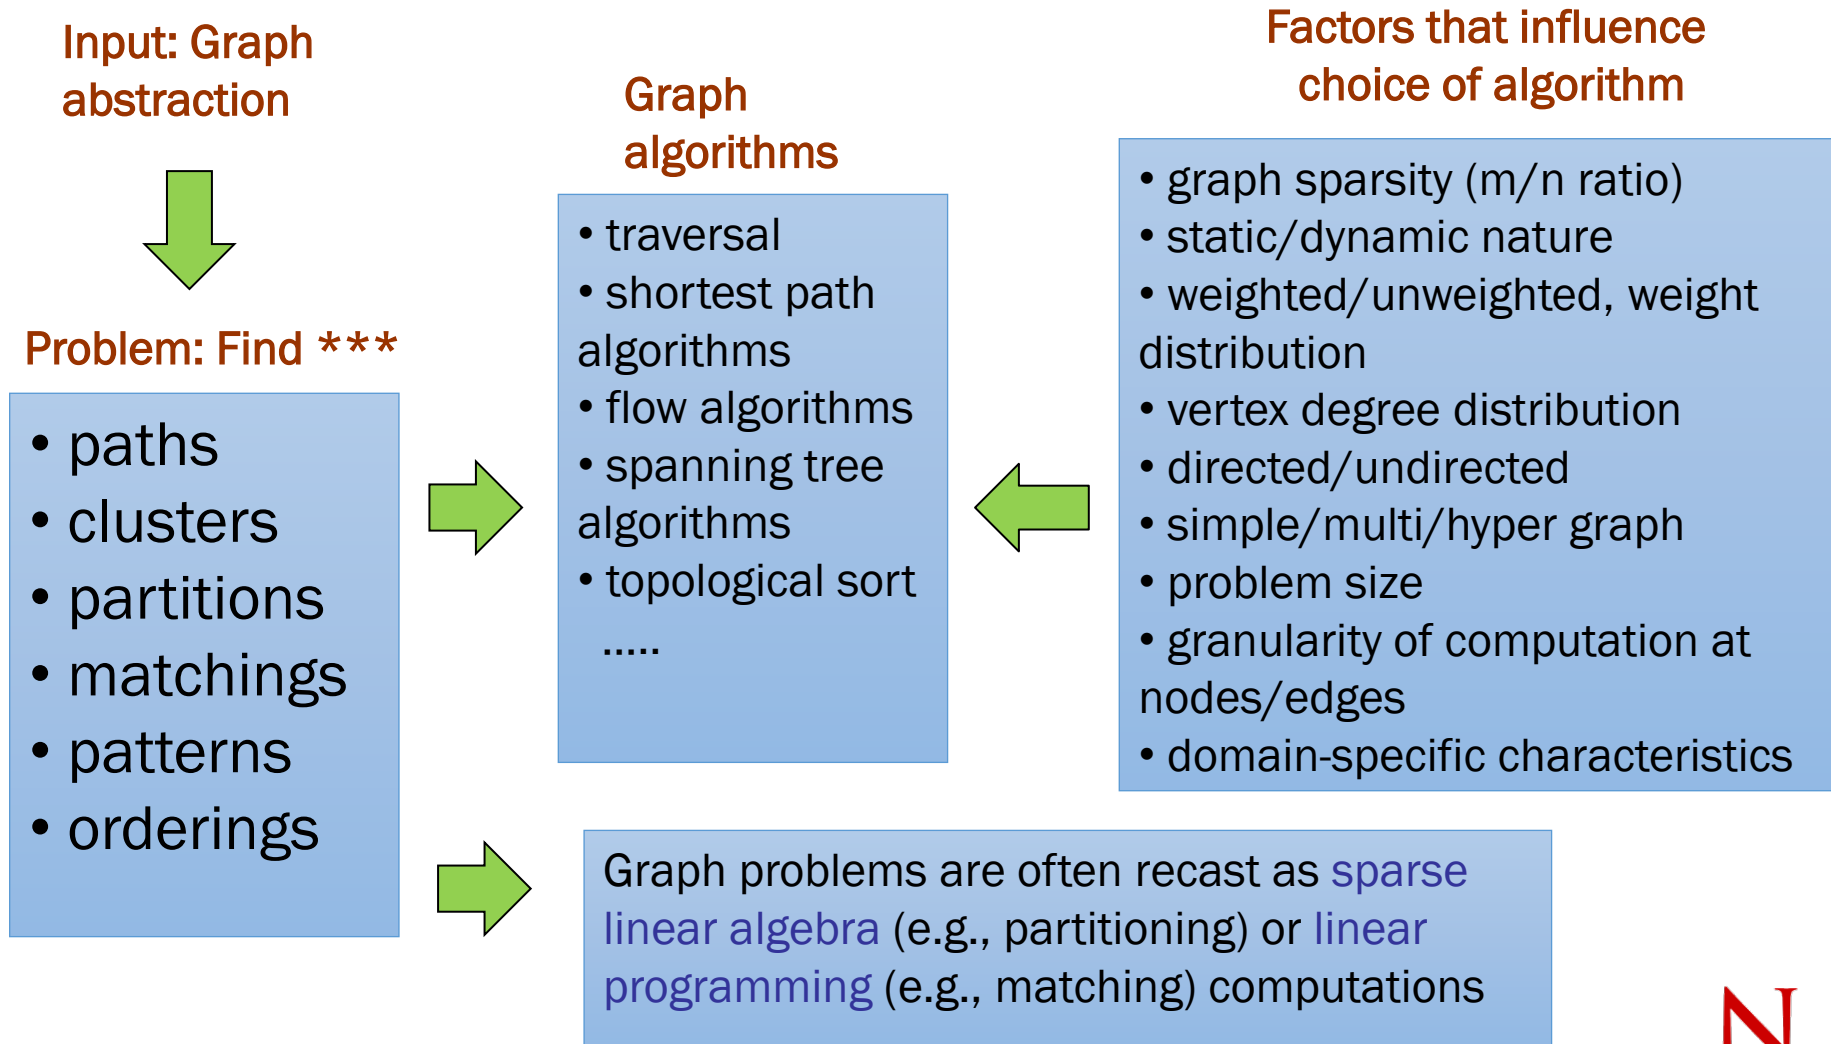 Input: Graph
abstraction
Problem: Find ***
• paths
• clusters
• partitions
• matchings
• patterns
• orderings
Graph
algorithms
• traversal
• shortest path
algorithms
• flow algorithms
• spanning tree
algorithms
• topological sort
.....
Factors that influence
choice of algorithm
• graph sparsity (m/n ratio)
• static/dynamic nature
• weighted/unweighted, weight
distribution
• vertex degree distribution
• directed/undirected
• simple/multi/hyper graph
• problem size
• granularity of computation at
nodes/edges
• domain-specific characteristics
Graph problems are often recast as sparse
linear algebra (e.g., partitioning) or linear
programming (e.g., matching) computations
N